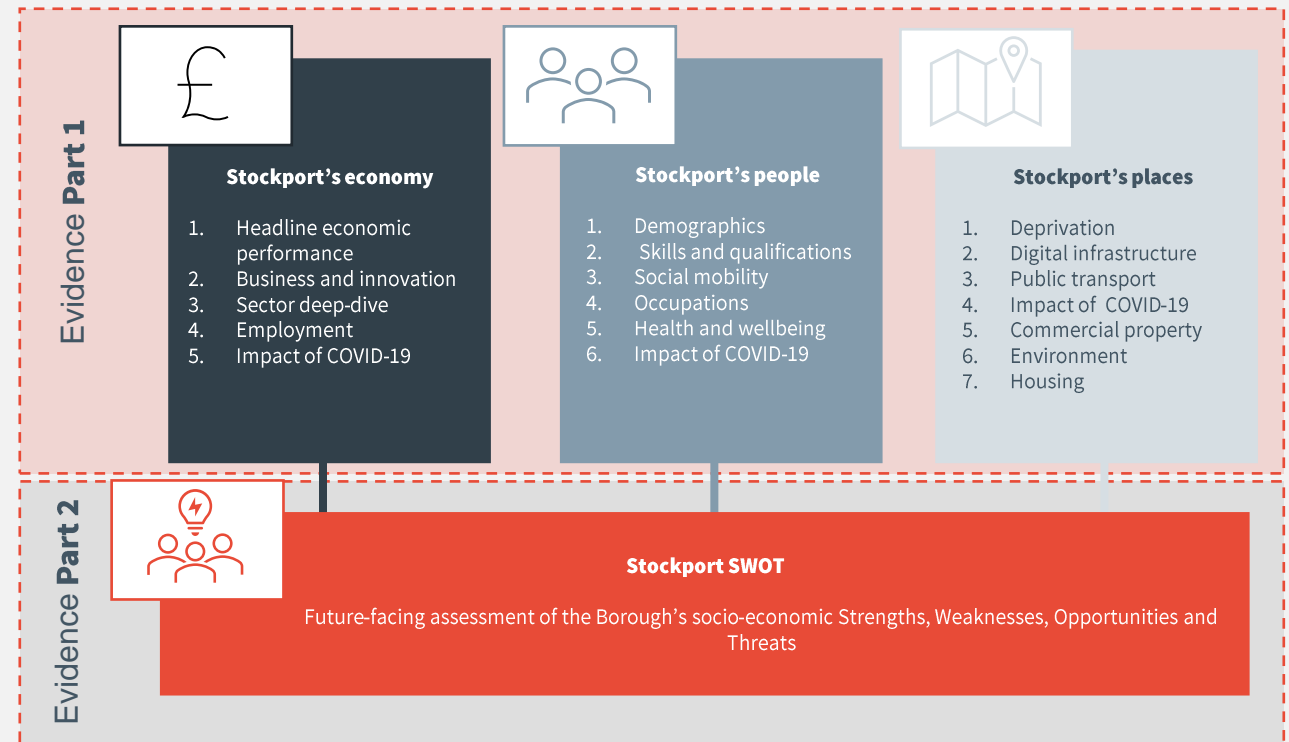 Evidence Part 1
£
Stockport's economy
1. Headline economic
performance
2. Business and innovation
3. Sector deep-dive
4. Employment
5. Impact of COVID-19
Stockport's people
1. Demographics
2. Skills and qualifications
3. Social mobility
4. Occupations
5. Health and wellbeing
6. Impact of COVID-19
Stockport's places
1. Deprivation
2. Digital infrastructure
3. Public transport
4. Impact of COVID-19
5. Commercial property
6. Environment
7. Housing
Evidence Part 2
Stockport SWOT
Future-facing assessment of the Borough's socio-economic Strengths, Weaknesses, Opportunities and
Threats